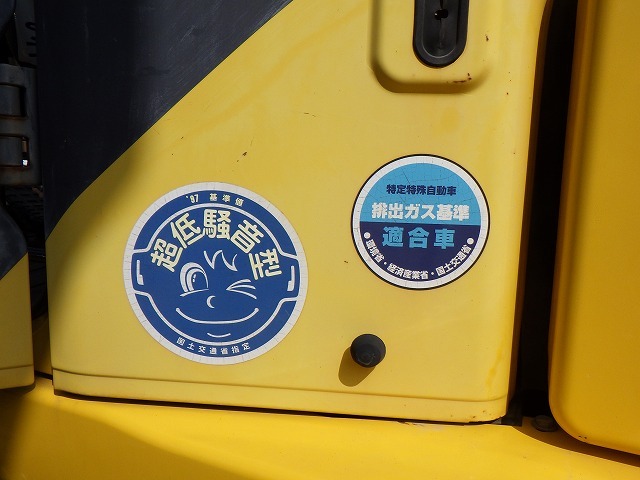 '97 基準値
超低騒音型
国土交通省指定
特定特殊自動車
排出ガス基準
適合車
●環境省・経済産業省・国土交通省●